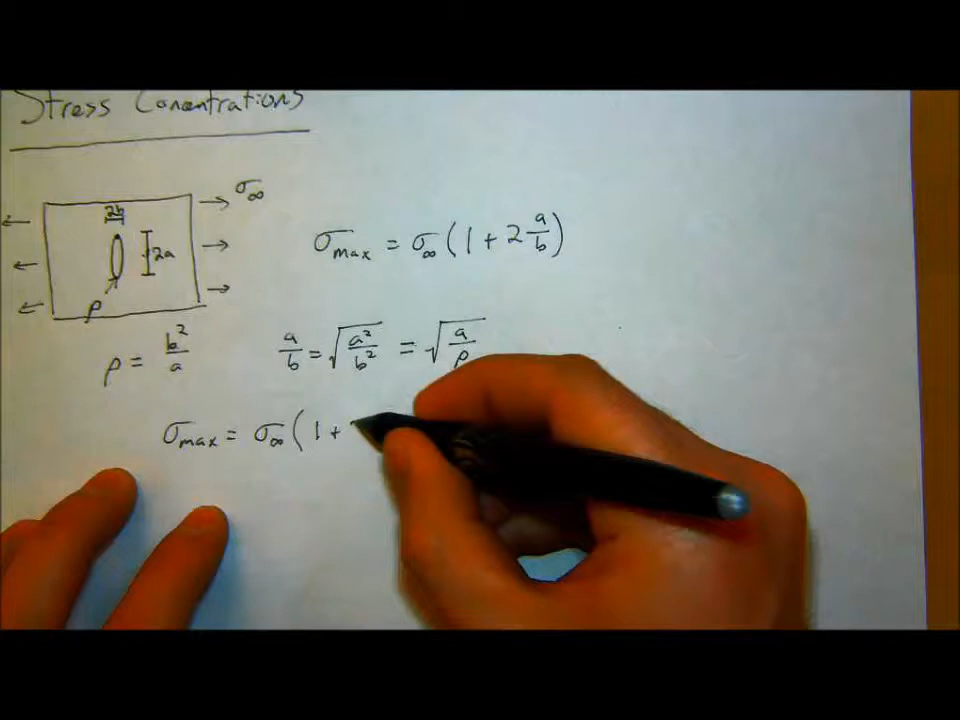 Stress Concentrations
σ∞
2b
2a
ρ
σmax = σ∞(1 + 2 a/b)
ρ = b²/a
a/b = √(a²/b²) = √(a/ρ)
σmax = σ∞(1 +